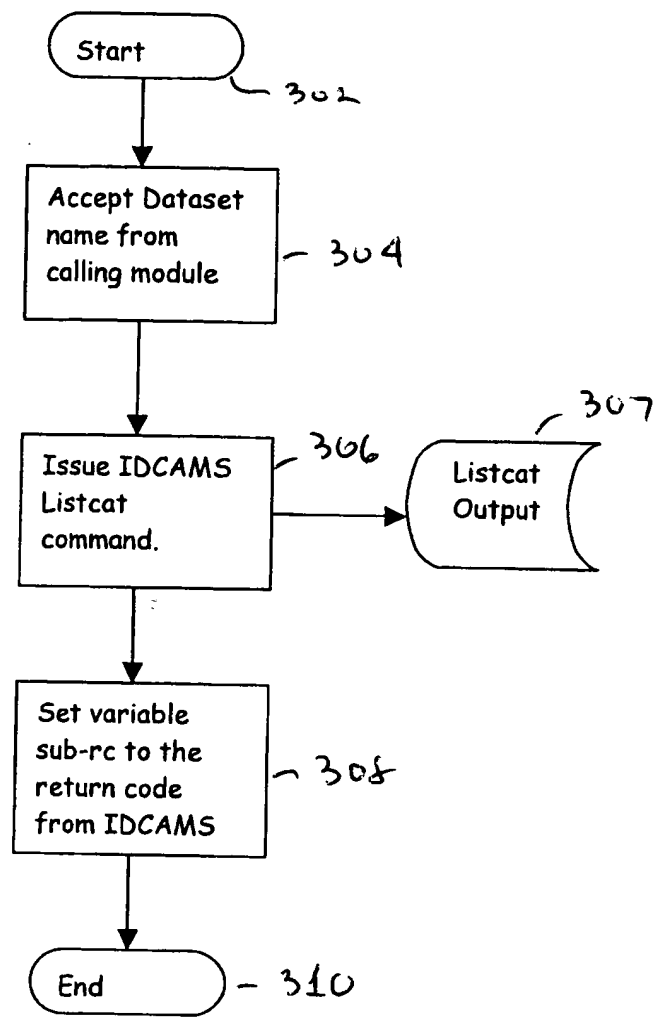 Start
302
Accept Dataset
name from
calling module
304
Issue IDCAMS
Listcat
command.
306
307
Listcat
Output
Set variable
sub-rc to the
return code
from IDCAMS
308
End
310